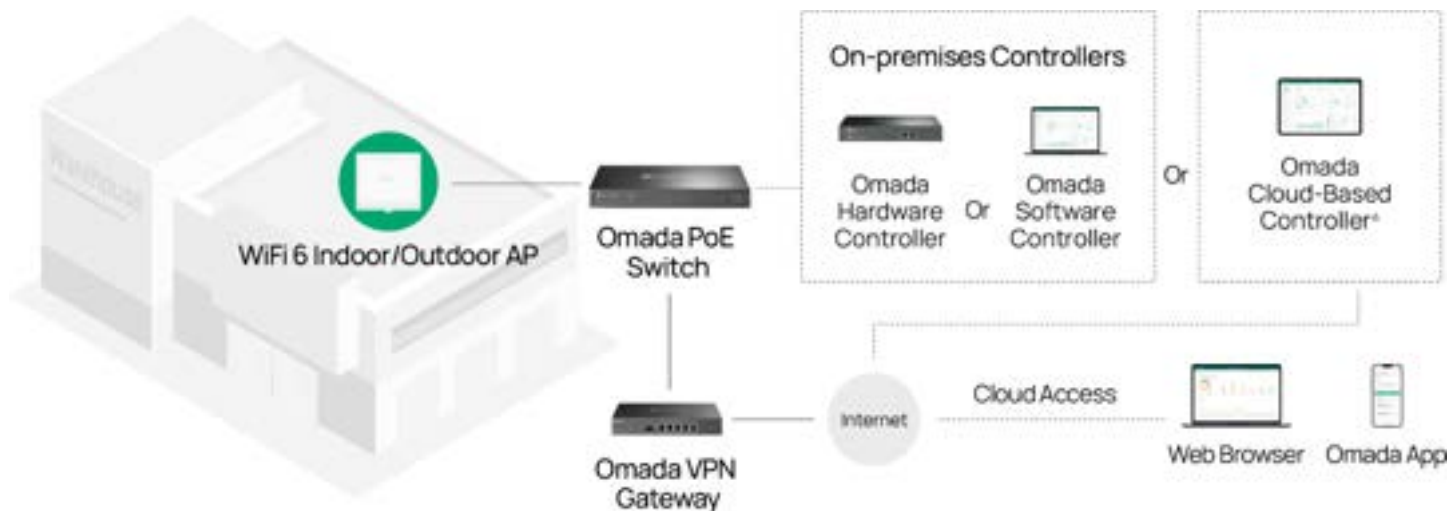 Warehouse
WiFi 6 Indoor/Outdoor AP
Omada PoE
Switch
Omada VPN
Gateway
On-premises Controllers
Omada
Hardware
Controller
Or
Omada
Software
Controller
Or
Omada
Cloud-Based
Controller
Internet
Cloud Access
Web Browser
Omada App